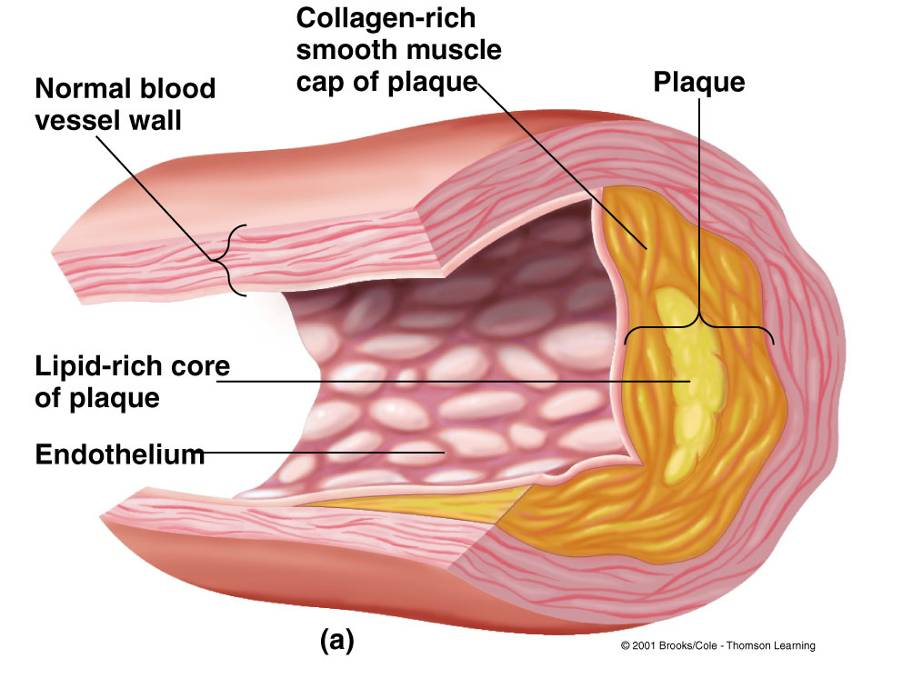 Collagen-rich
smooth muscle
cap of plaque
Normal blood
vessel wall
Plaque
Lipid-rich core
of plaque
Endothelium
(a)
© 2001 Brooks/Cole - Thomson Learning